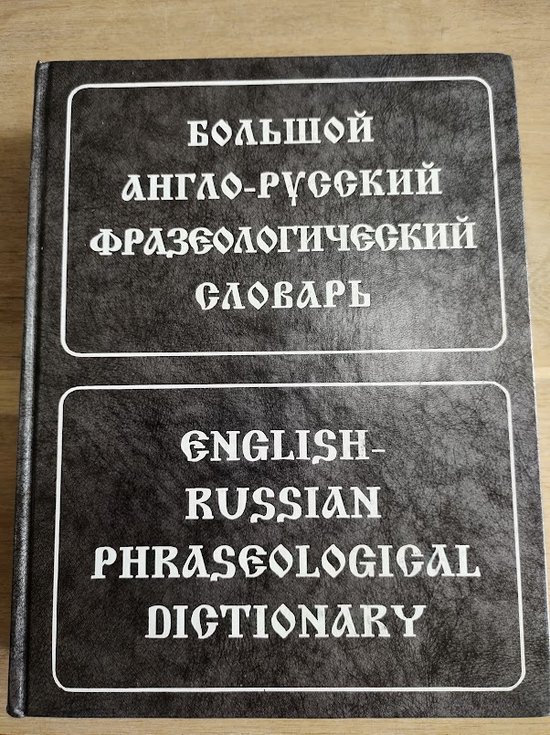 БОЛЬШОЙ
АНГЛО-РУССКИЙ
ФРАЗЕОЛОГИЧЕСКИЙ
СЛОВАРЬ
ENGLISH-
RUSSIAN
PHRASEOLOGICAL
DICTIONARY